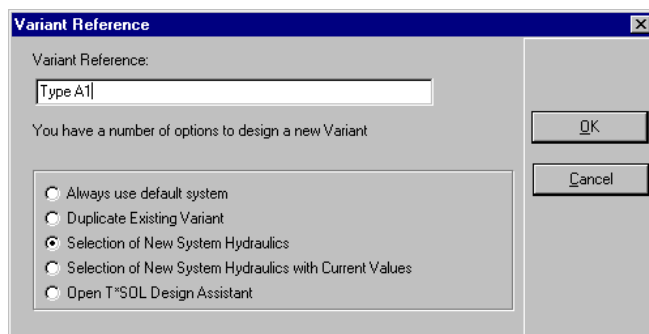 Variant Reference
Variant Reference:
Type A1
You have a number of options to design a new Variant
OK
Cancel
Always use default system
Duplicate Existing Variant
Selection of New System Hydraulics
Selection of New System Hydraulics with Current Values
Open T*SOL Design Assistant